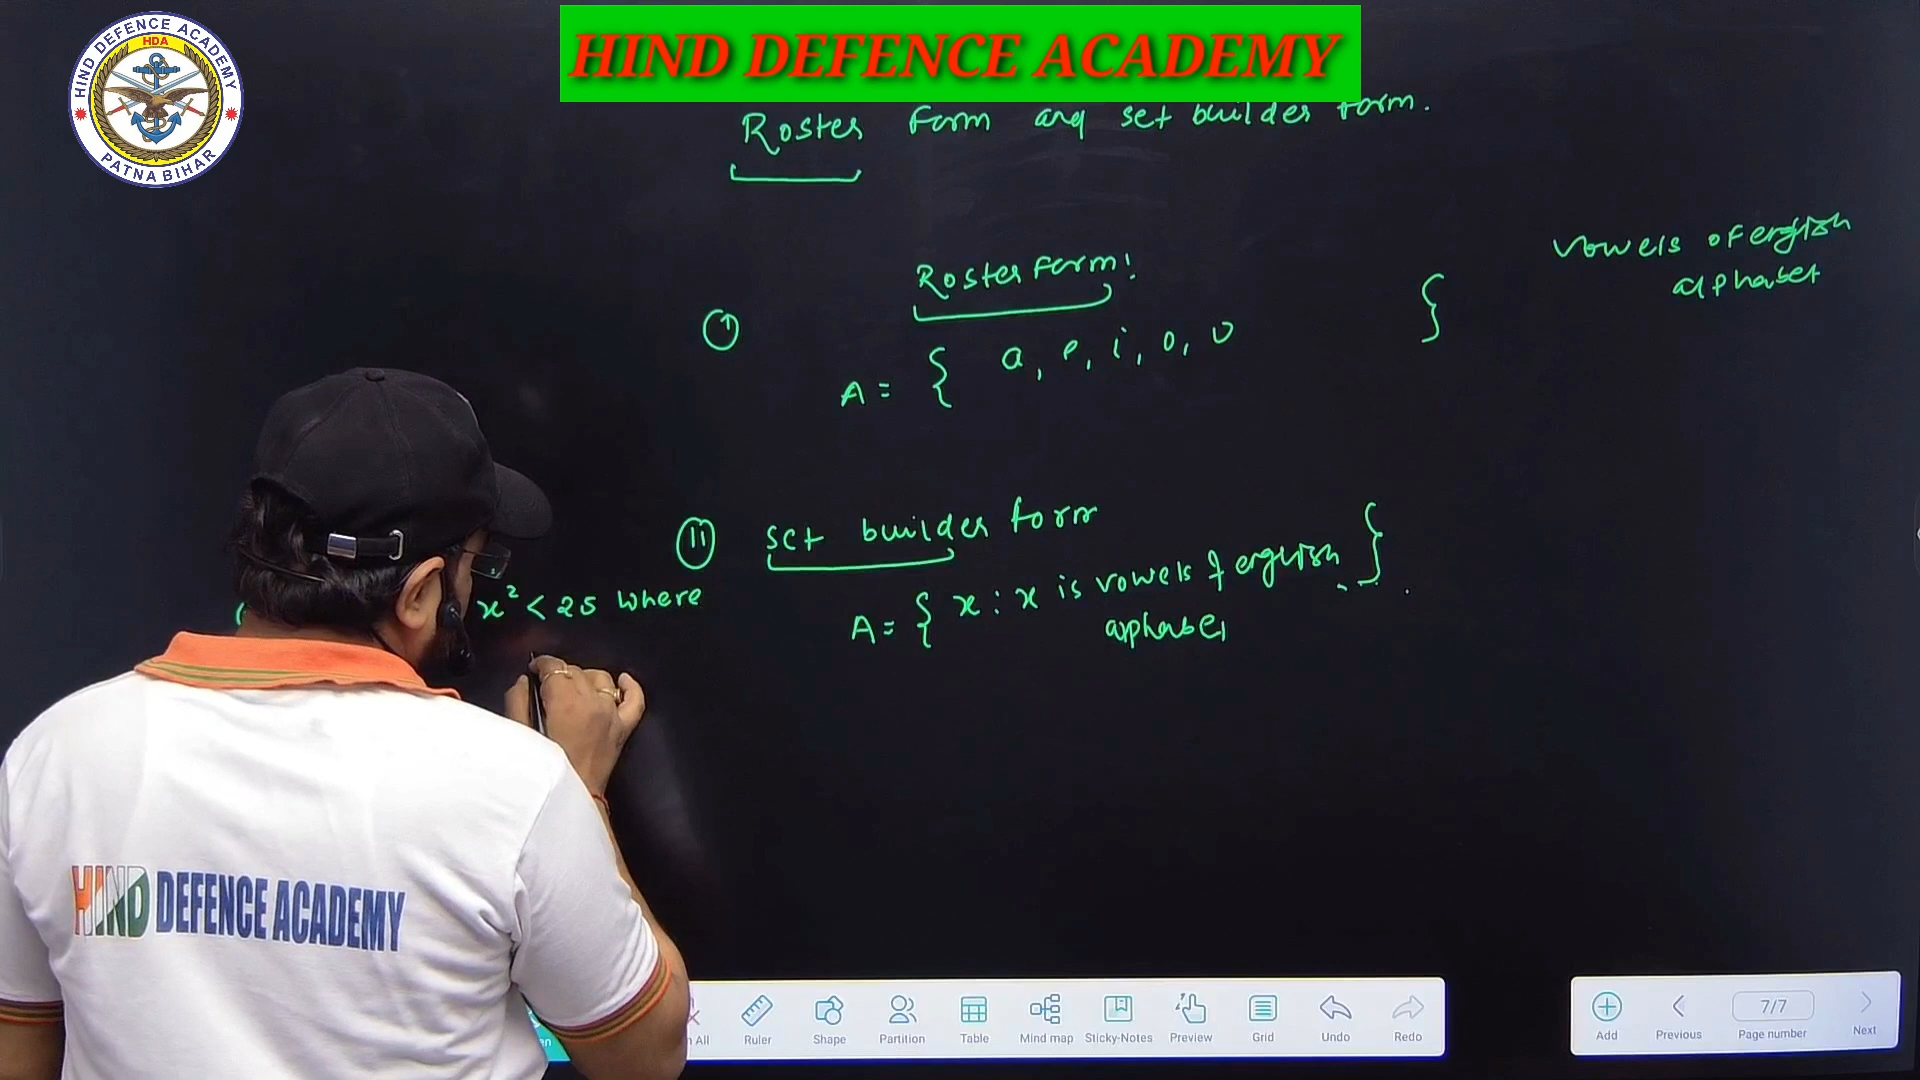 HIND DEFENCE ACADEMY
HDA
PATNA BIHAR
HIND DEFENCE ACADEMY
Roster form and set builder form.
Roster form:
vowels of english
alphabet
A = { a, e, i, o, u }
(II) set builder form
A = { x : x is vowels of english }
alphabet
x² < 25 where
HIND DEFENCE ACADEMY
All
Ruler
Shape
Partition
Table
Mind map
Sticky-Notes
Preview
Grid
Undo
Redo
Add
Previous
7/7
Page number
Next